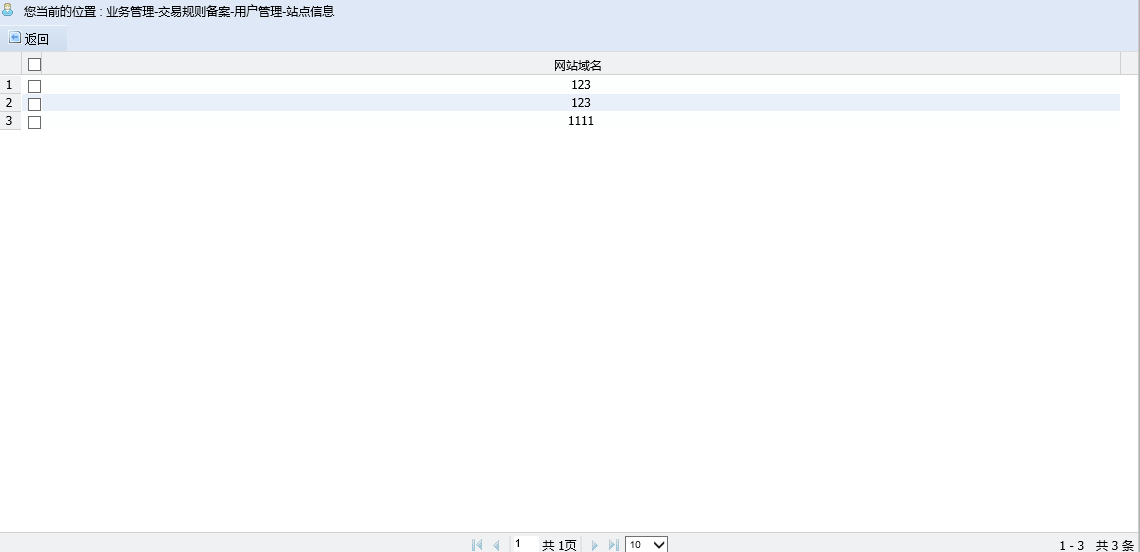 您当前的位置 : 业务管理-交易规则备案-用户管理-站点信息
返回
网站域名
1 123
2 123
3 1111
1 共 1页 10 1 - 3 共 3 条